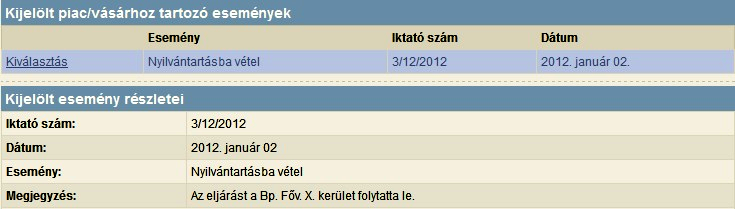 Kijelölt piac/vásárhoz tartozó események
Esemény Iktató szám Dátum
Kiválasztás Nyilvántartásba vétel 3/12/2012 2012. január 02.
Kijelölt esemény részletei
Iktató szám: 3/12/2012
Dátum: 2012. január 02
Esemény: Nyilvántartásba vétel
Megjegyzés: Az eljárást a Bp. Főv. X. kerület folytatta le.